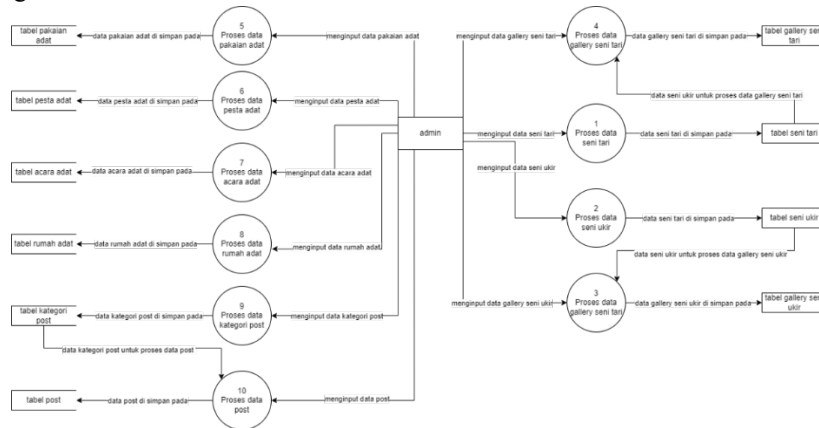 tabel pakaian
adat
data pakaian adat di simpan pada
5
Proses data
pakaian adat
menginput data pakaian adat
tabel pesta adat
data pesta adat di simpan pada
6
Proses data
pesta adat
menginput data pesta adat
tabel acara adat
data acara adat di simpan pada
7
Proses data
acara adat
menginput data acara adat
tabel rumah adat
data rumah adat di simpan pada
8
Proses data
rumah adat
menginput data rumah adat
tabel kategori
post
data kategori post di simpan pada
9
Proses data
kategori post
menginput data kategori post
data kategori post untuk proses data post
tabel post
data post di simpan pada
10
Proses data
post
menginput data post
admin
menginput data gallery seni tari
4
Proses data
gallery seni tari
data gallery seni tari di simpan pada
tabel gallery seni
tari
data seni ukir untuk proses data gallery seni tari
menginput data seni tari
1
Proses data
seni tari
data seni tari di simpan pada
tabel seni tari
menginput data seni ukir
2
Proses data
seni ukir
data seni tari di simpan pada
tabel seni ukir
data seni ukir untuk proses data gallery seni ukir
menginput data gallery seni ukir
3
Proses data
gallery seni tari
data gallery seni ukir di simpan pada
tabel gallery seni
ukir